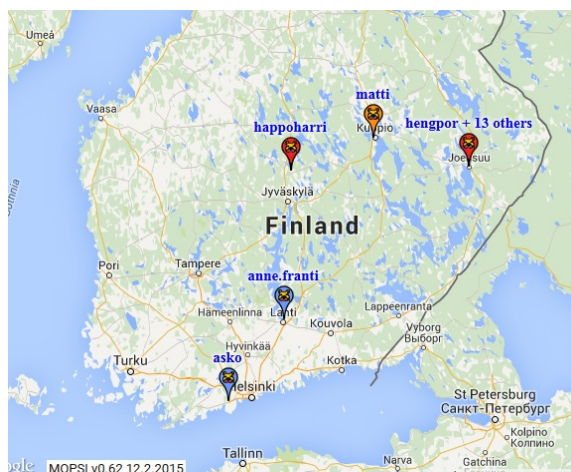 Umeå
Vaasa
matti
Kuopio
happoharri
hengpor + 13 others
Joensuu
Jyväskylä
Finland
Pori
Tampere
anne.franti
Lahti
Hämeenlinna
Kouvola
Lappeenranta
Vyborg
Выборг
Hyvinkää
Kotka
Turku
asko
Helsinki
St Petersburg
Санкт-Петербург
Kolpino
Колпино
Tallinn
Narva
Gatchina
MOPSI v0.62 12.2.2015